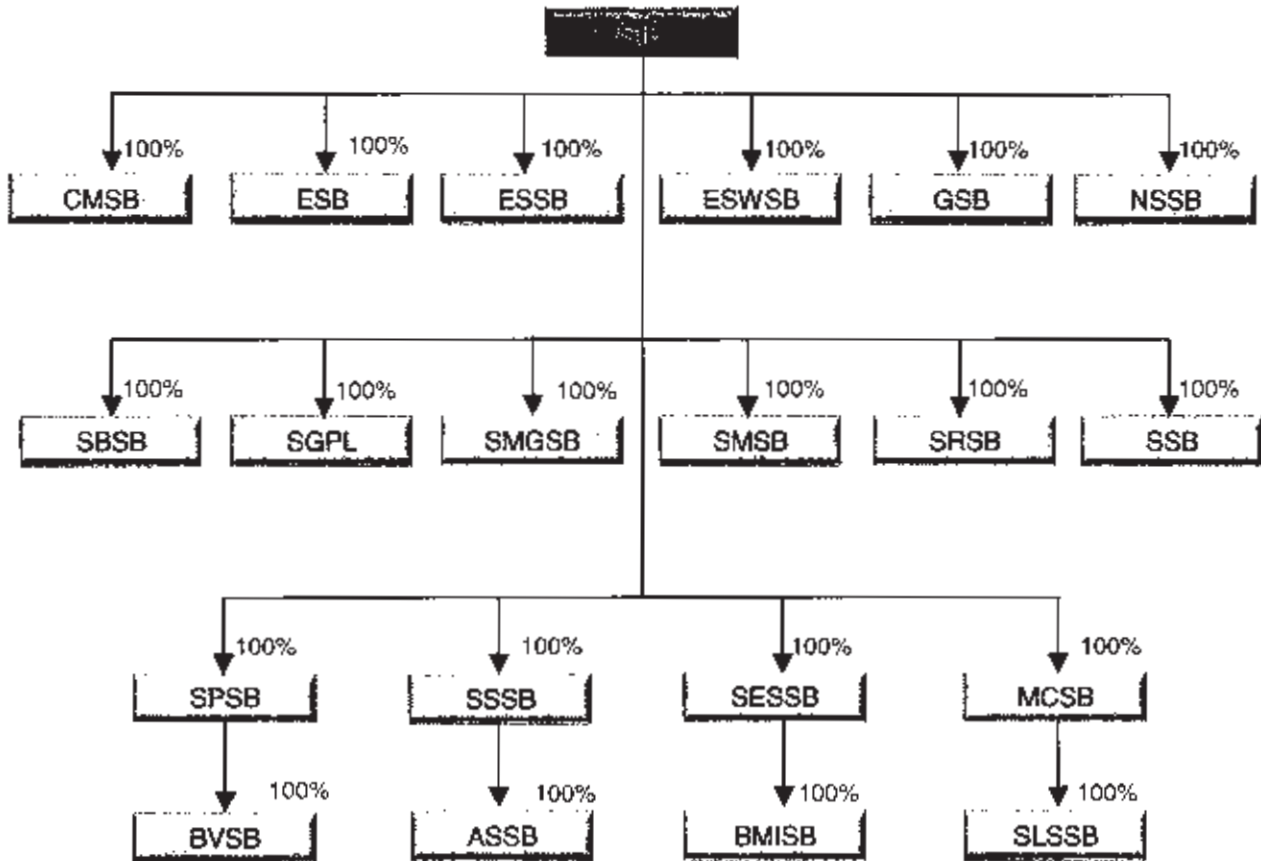 100% 100% 100% 100% 100% 100%
CMSB ESB ESSB ESWSB GSB NSSB
100% 100% 100% 100% 100% 100%
SBSB SGPL SMGSB SMSB SRSB SSB
100% 100% 100% 100%
SPSB SSSB SESSB MCSB
100% 100% 100% 100%
BVSB ASSB BMISB SLSSB